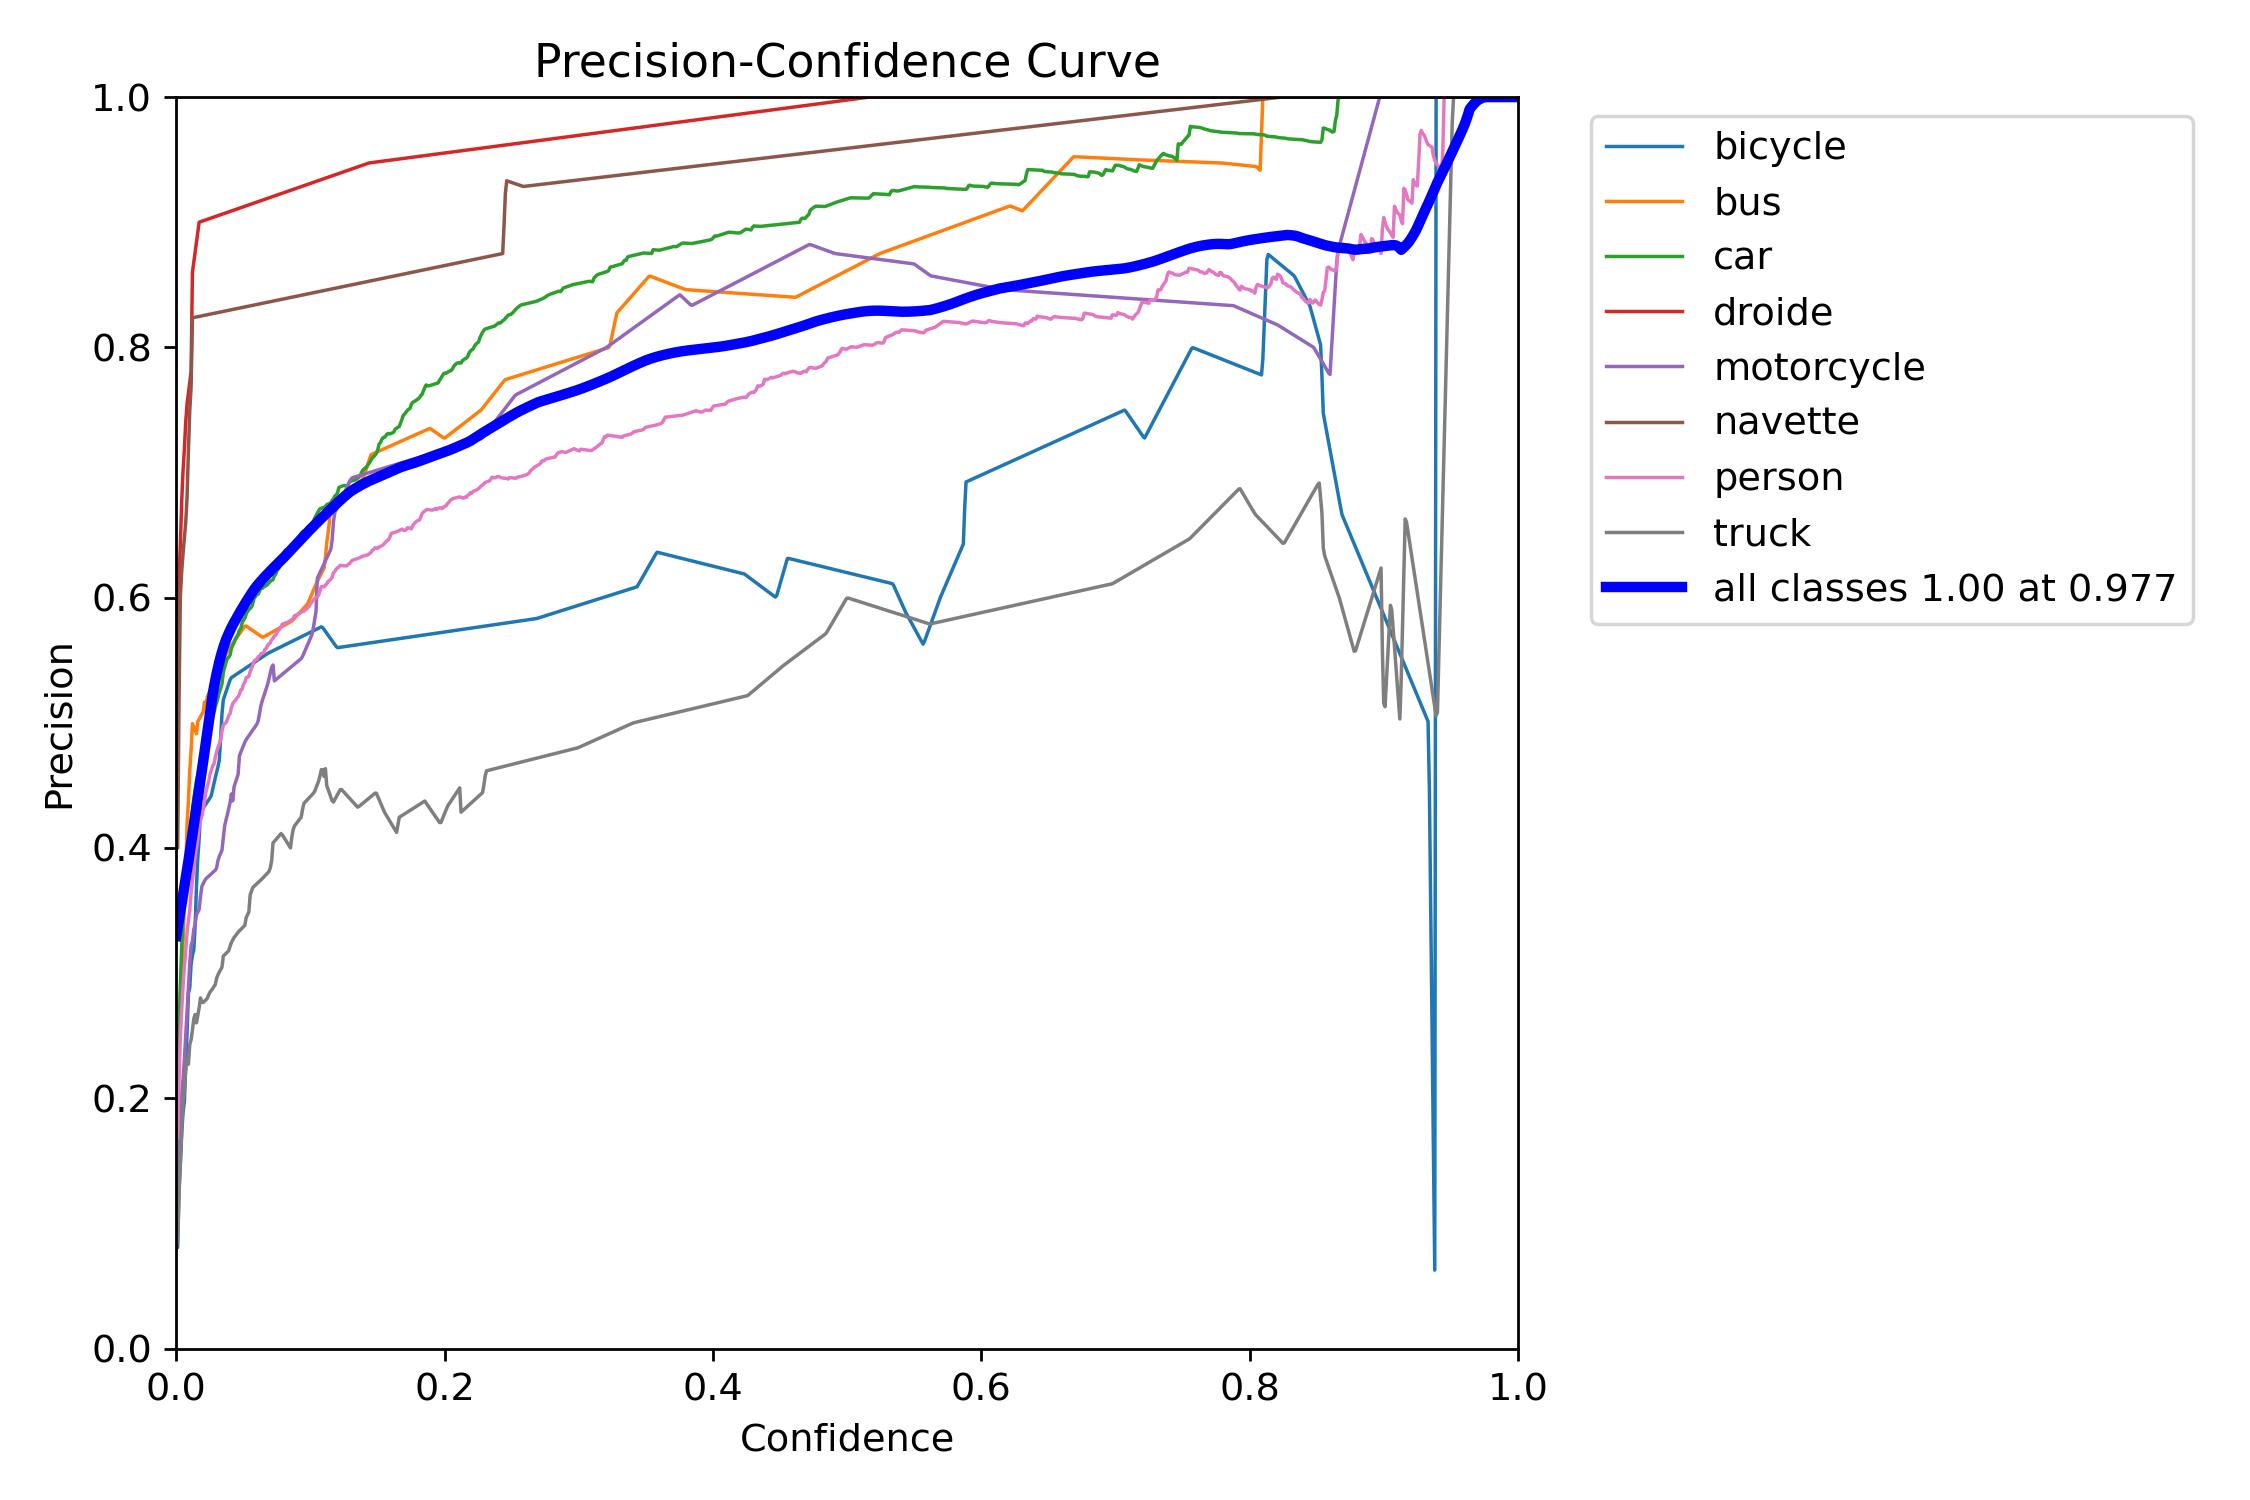 Precision-Confidence Curve
1.0
0.8
0.6
0.4
0.2
0.0
Precision
0.0 0.2 0.4 0.6 0.8 1.0
Confidence
bicycle
bus
car
droide
motorcycle
navette
person
truck
all classes 1.00 at 0.977